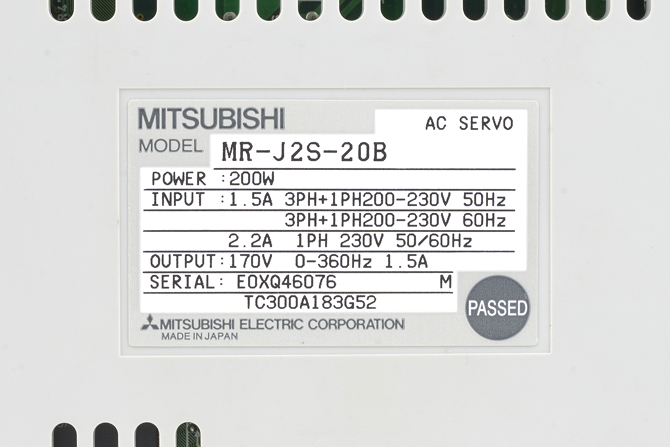 MITSUBISHI
AC SERVO
MODEL MR-J2S-20B
POWER :200W
INPUT :1.5A 3PH+1PH200-230V 50Hz
3PH+1PH200-230V 60Hz
2.2A 1PH 230V 50/60Hz
OUTPUT:170V 0-360Hz 1.5A
SERIAL: E0XQ46076 M
TC300A183G52
PASSED
MITSUBISHI ELECTRIC CORPORATION
MADE IN JAPAN